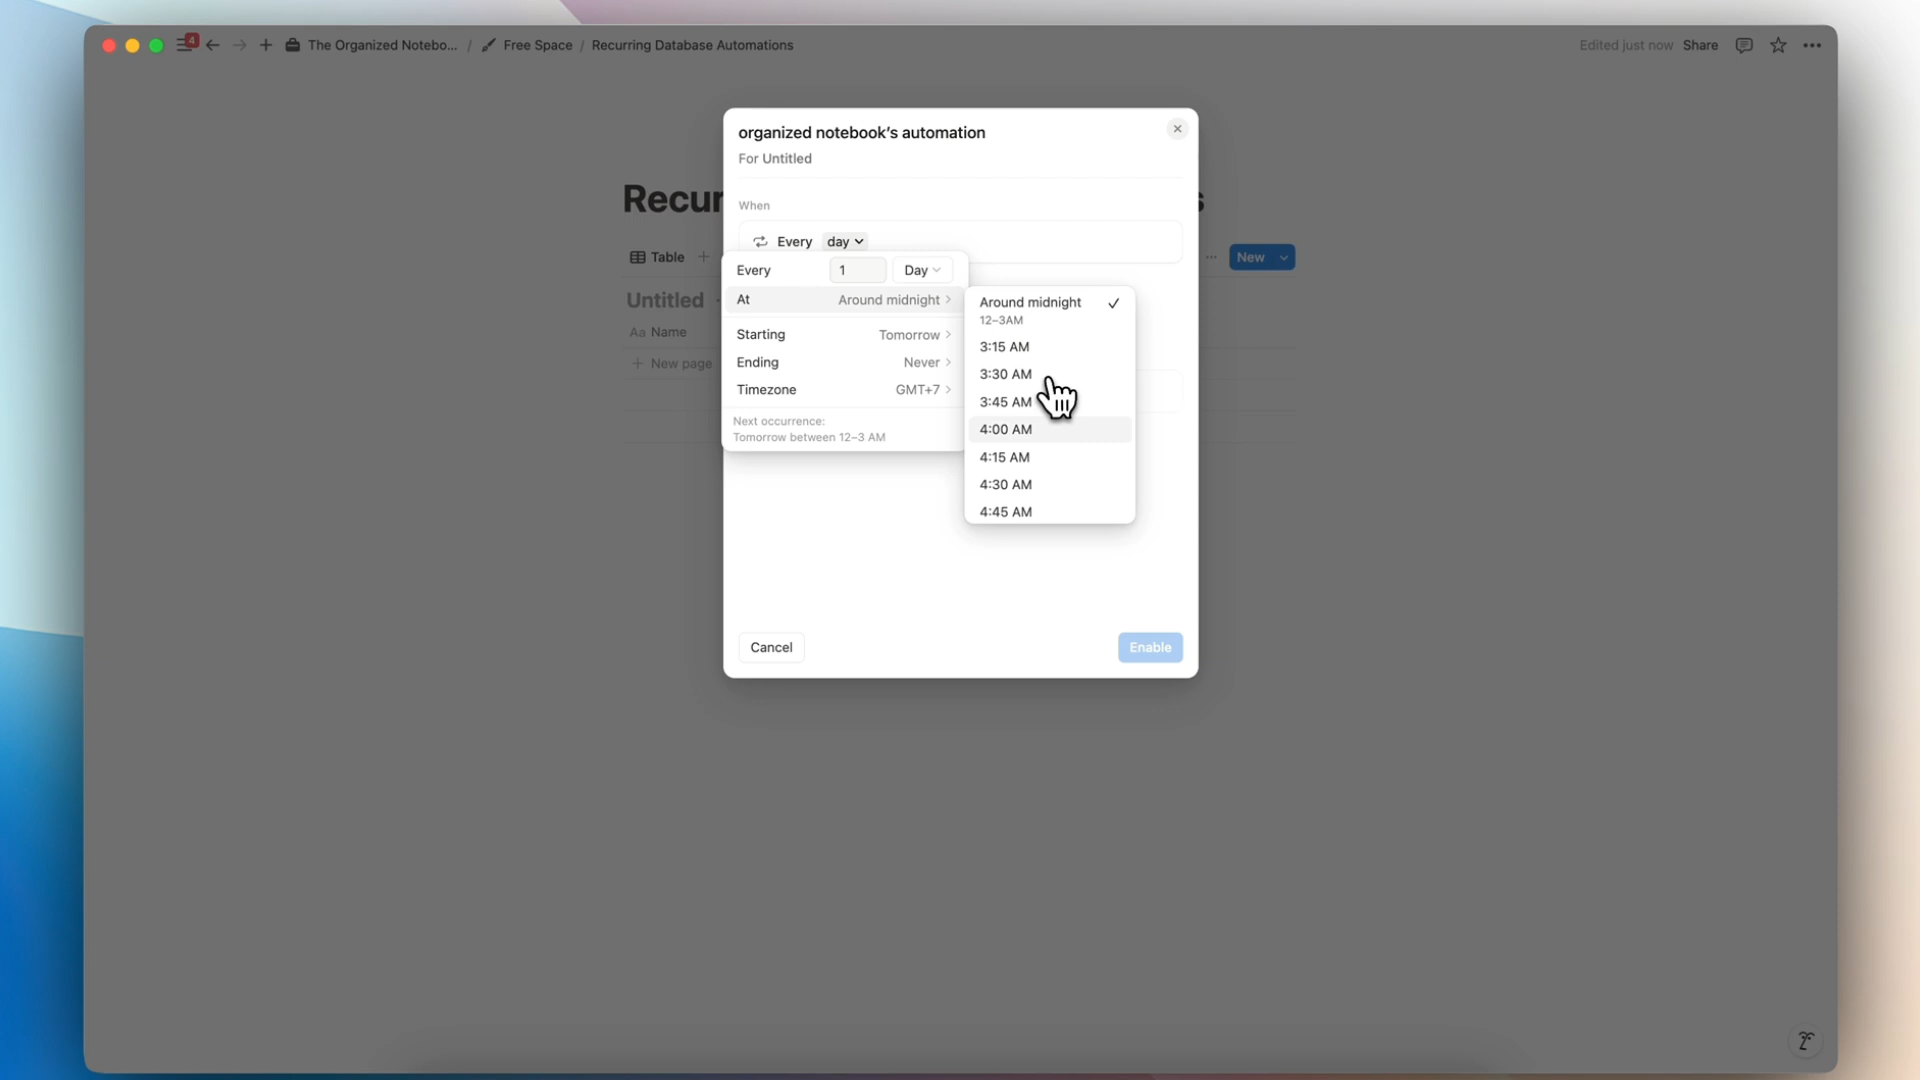 4
The Organized Notebo... / Free Space / Recurring Database Automations
Edited just now Share
organized notebook's automation
For Untitled
When
Recur
s
Every day
Table
New
Every 1 Day
Untitled
At Around midnight
Around midnight
12–3AM
Aa Name
Starting Tomorrow
3:15 AM
New page
Ending Never
3:30 AM
Timezone GMT+7
3:45 AM
Next occurrence:
Tomorrow between 12–3 AM
4:00 AM
4:15 AM
4:30 AM
4:45 AM
Cancel
Enable